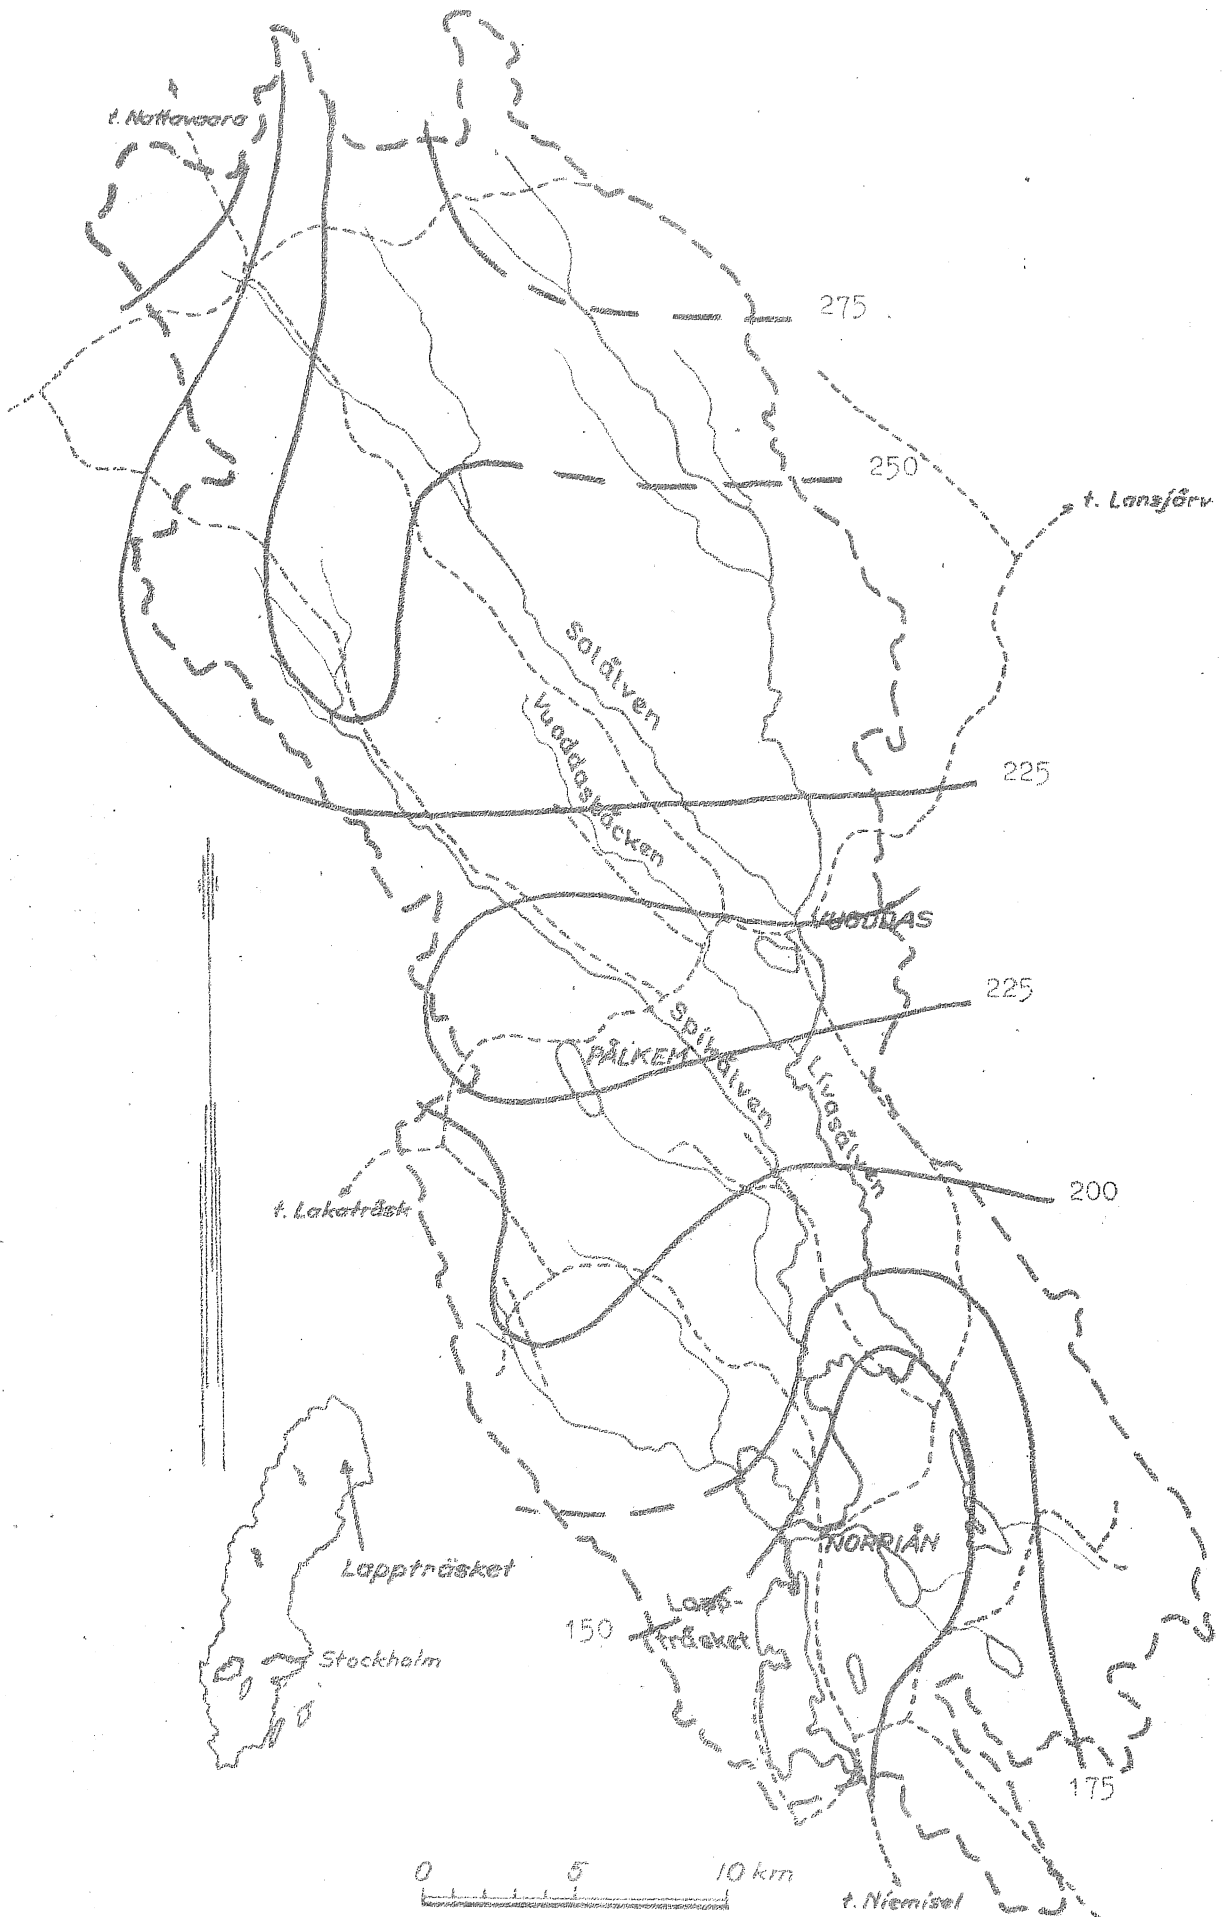 t. Nattavaara
275
250
t. Lansjärv
Solälven
Vuoddasbäcken
225
VUODDAS
225
Spikälven
PÅLKEM
Livasälven
200
t. Lakaträsk
NORRIÅN
Lappträsket
Lapp-
träsket
150
Stockholm
175
0 5 10 km
t. Niemisel